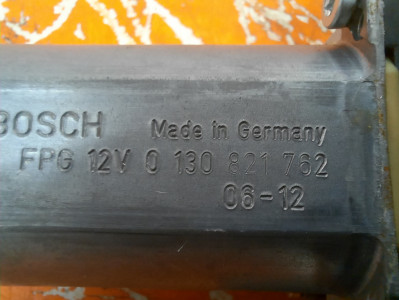 BOSCH Made in Germany
FPG 12V 0 130 821 762
06-12